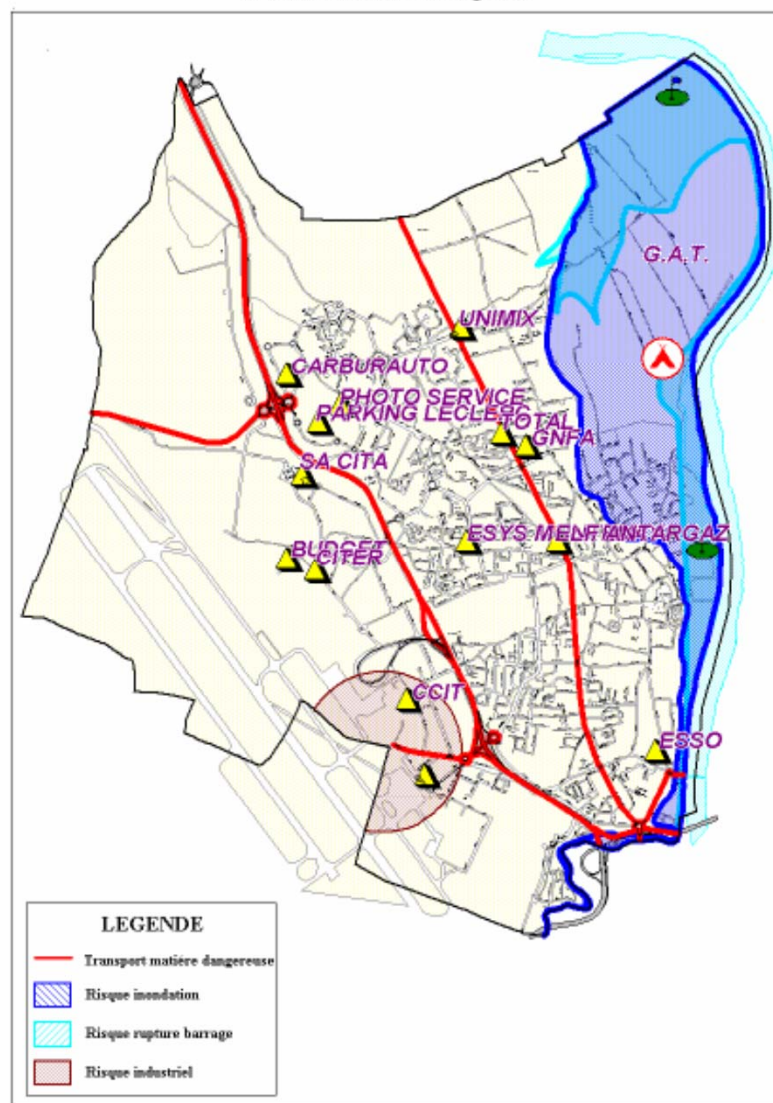 G.A.T.
UNIMIX
CARBURAUTO
PHOTO SERVICE
PARKING LECLERC
TOTAL
GNFA
SA CITA
ESYS MELFI ANTARGAZ
BUDGET
CITER
CCIT
ESSO
LEGENDE
Transport matière dangereuse
Risque inondation
Risque rupture barrage
Risque industriel